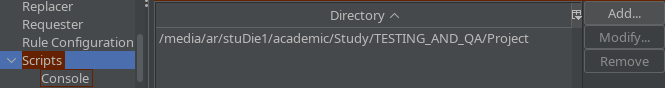 Replacer
Requester
Rule Configuration
Scripts
Console
Directory
/media/ar/stuDie1/academic/Study/TESTING_AND_QA/Project
Add...
Modify...
Remove